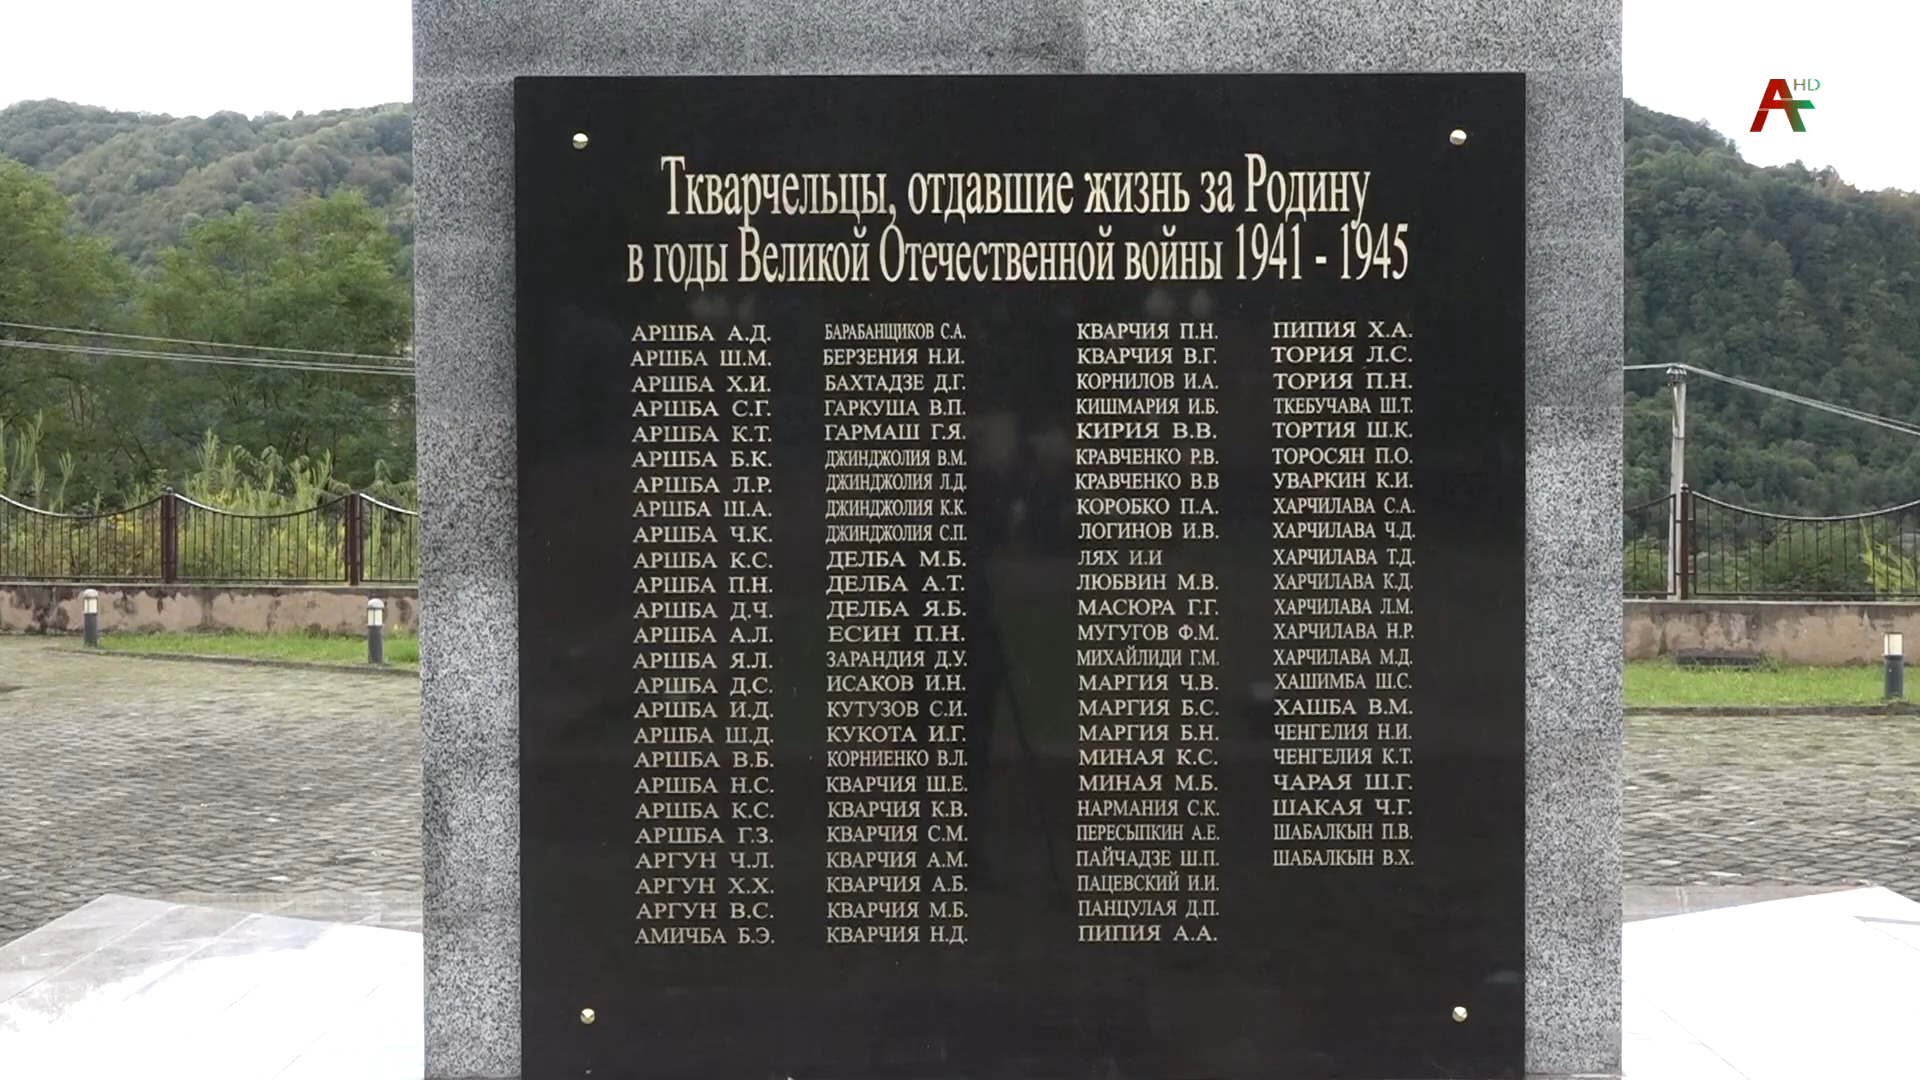 Ткварчельцы, отдавшие жизнь за Родину
в годы Великой Отечественной войны 1941 - 1945
АРШБА А.Д.
АРШБА Ш.М.
АРШБА Х.И.
АРШБА С.Г.
АРШБА К.Т.
АРШБА Б.К.
АРШБА Л.Р.
АРШБА Ш.А.
АРШБА Ч.К.
АРШБА К.С.
АРШБА П.Н.
АРШБА Д.Ч.
АРШБА А.Л.
АРШБА Я.Л.
АРШБА Д.С.
АРШБА И.Д.
АРШБА Ш.Д.
АРШБА В.Б.
АРШБА Н.С.
АРШБА К.С.
АРШБА Г.З.
АРГУН Ч.Л.
АРГУН Х.Х.
АРГУН В.С.
АМИЧБА Б.Э.
БАРАБАНЩИКОВ С.А.
БЕРЗЕНИЯ Н.И.
БАХТАДЗЕ Д.Г.
ГАРКУША В.П.
ГАРМАШ Г.Я.
ДЖИНДЖОЛИЯ В.М.
ДЖИНДЖОЛИЯ Л.Д.
ДЖИНДЖОЛИЯ К.К.
ДЖИНДЖОЛИЯ С.П.
ДЕЛБА М.Б.
ДЕЛБА А.Т.
ДЕЛБА Я.Б.
ЕСИН П.Н.
ЗАРАНДИЯ Д.У.
ИСАКОВ И.Н.
КУТУЗОВ С.И.
КУКОТА И.Г.
КОРНИЕНКО В.Л.
КВАРЧИЯ Ш.Е.
КВАРЧИЯ К.В.
КВАРЧИЯ С.М.
КВАРЧИЯ А.М.
КВАРЧИЯ А.Б.
КВАРЧИЯ М.Б.
КВАРЧИЯ Н.Д.
КВАРЧИЯ П.Н.
КВАРЧИЯ В.Г.
КОРНИЛОВ И.А.
КИШМАРИЯ И.Б.
КИРИЯ В.В.
КРАВЧЕНКО Р.В.
КРАВЧЕНКО В.В
КОРОБКО П.А.
ЛОГИНОВ И.В.
ЛЯХ И.И
ЛЮБВИН М.В.
МАСЮРА Г.Г.
МУГУГОВ Ф.М.
МИХАЙЛИДИ Г.М.
МАРГИЯ Ч.В.
МАРГИЯ Б.С.
МАРГИЯ Б.Н.
МИНАЯ К.С.
МИНАЯ М.Б.
НАРМАНИЯ С.К.
ПЕРЕСЫПКИН А.Е.
ПАЙЧАДЗЕ Ш.П.
ПАЦЕВСКИЙ И.И.
ПАНЦУЛАЯ Д.П.
ПИПИЯ А.А.
ПИПИЯ Х.А.
ТОРИЯ Л.С.
ТОРИЯ П.Н.
ТКЕБУЧАВА Ш.Т.
ТОРТИЯ Ш.К.
ТОРОСЯН П.О.
УВАРКИН К.И.
ХАРЧИЛАВА С.А.
ХАРЧИЛАВА Ч.Д.
ХАРЧИЛАВА Т.Д.
ХАРЧИЛАВА К.Д.
ХАРЧИЛАВА Л.М.
ХАРЧИЛАВА Н.Р.
ХАРЧИЛАВА М.Д.
ХАШИМБА Ш.С.
ХАШБА В.М.
ЧЕНГЕЛИЯ Н.И.
ЧЕНГЕЛИЯ К.Т.
ЧАРАЯ Ш.Г.
ШАКАЯ Ч.Г.
ШАБАЛКЫН П.В.
ШАБАЛКЫН В.Х.
АТ HD